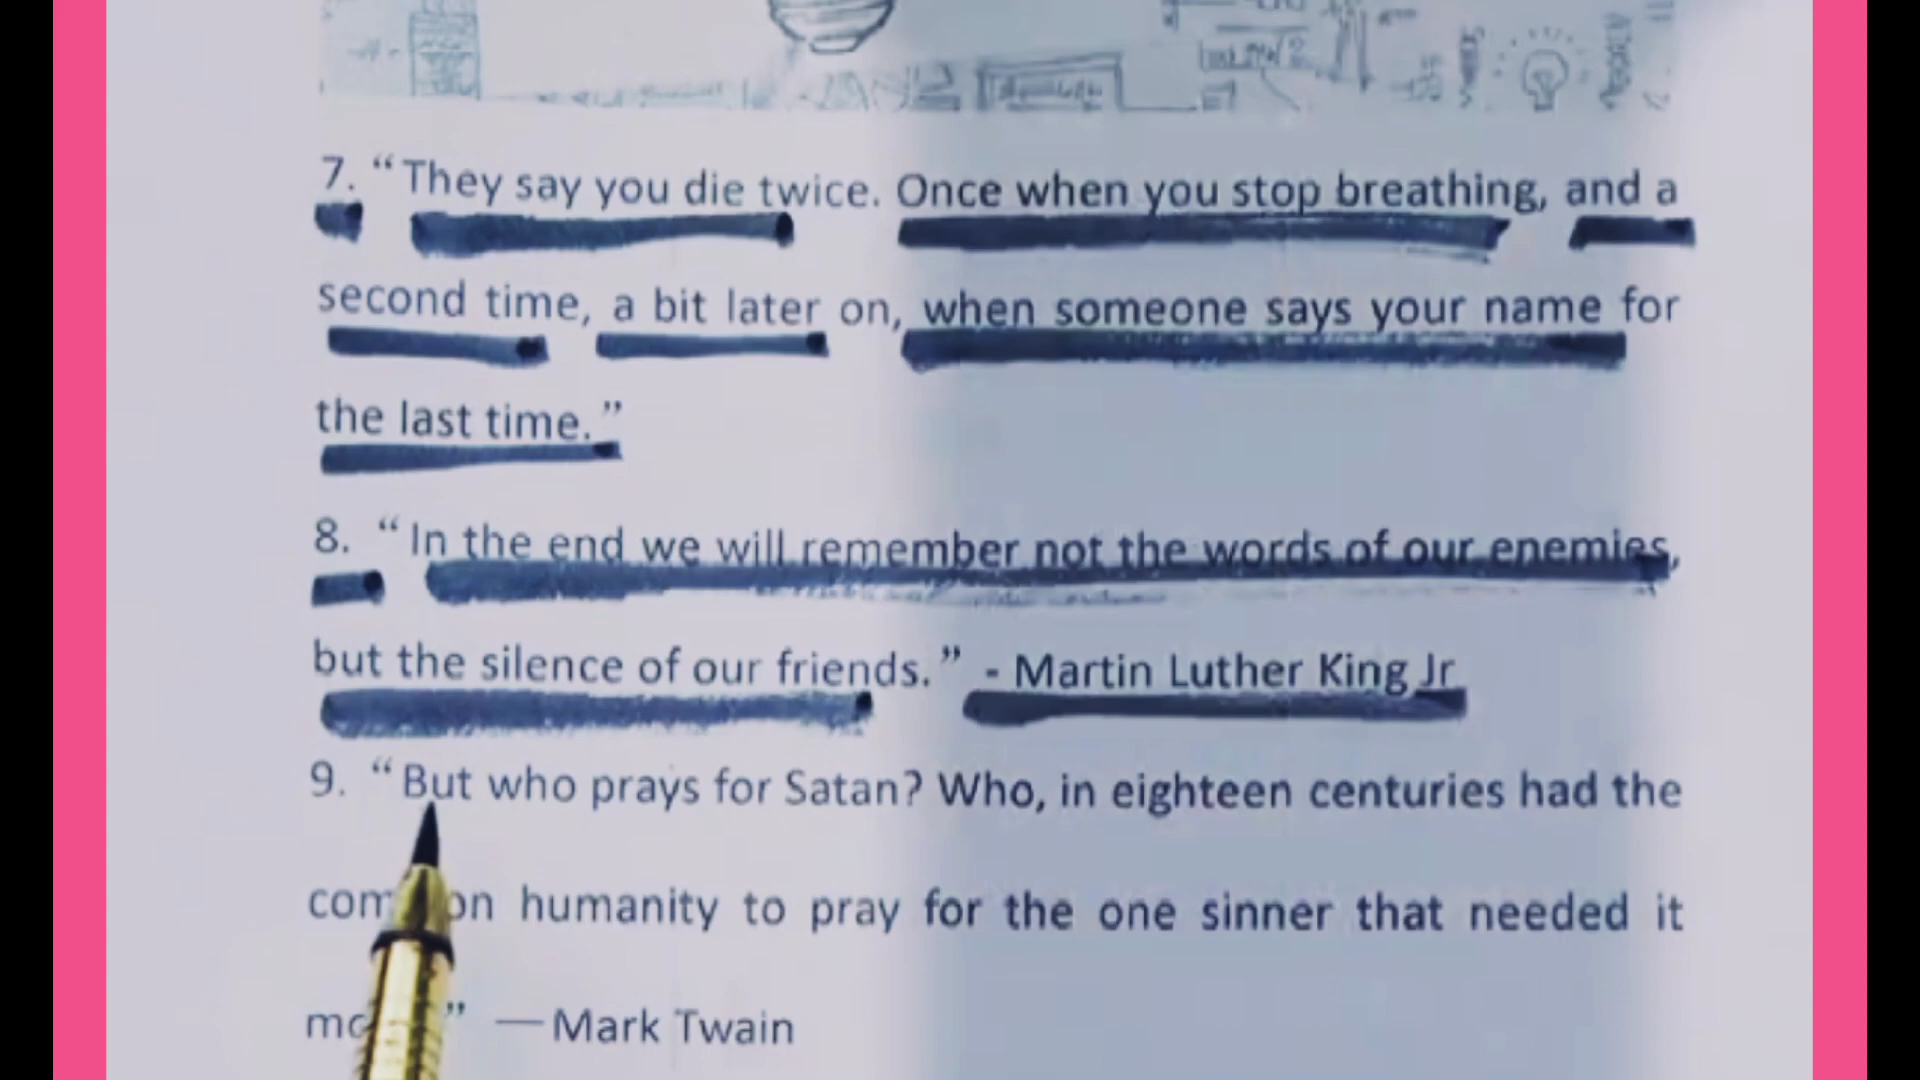 7. “They say you die twice. Once when you stop breathing, and a
second time, a bit later on, when someone says your name for
the last time.”
8. “In the end we will remember not the words of our enemies,
but the silence of our friends.” - Martin Luther King Jr
9. “But who prays for Satan? Who, in eighteen centuries had the
humanity to pray for the one sinner that needed it
” — Mark Twain